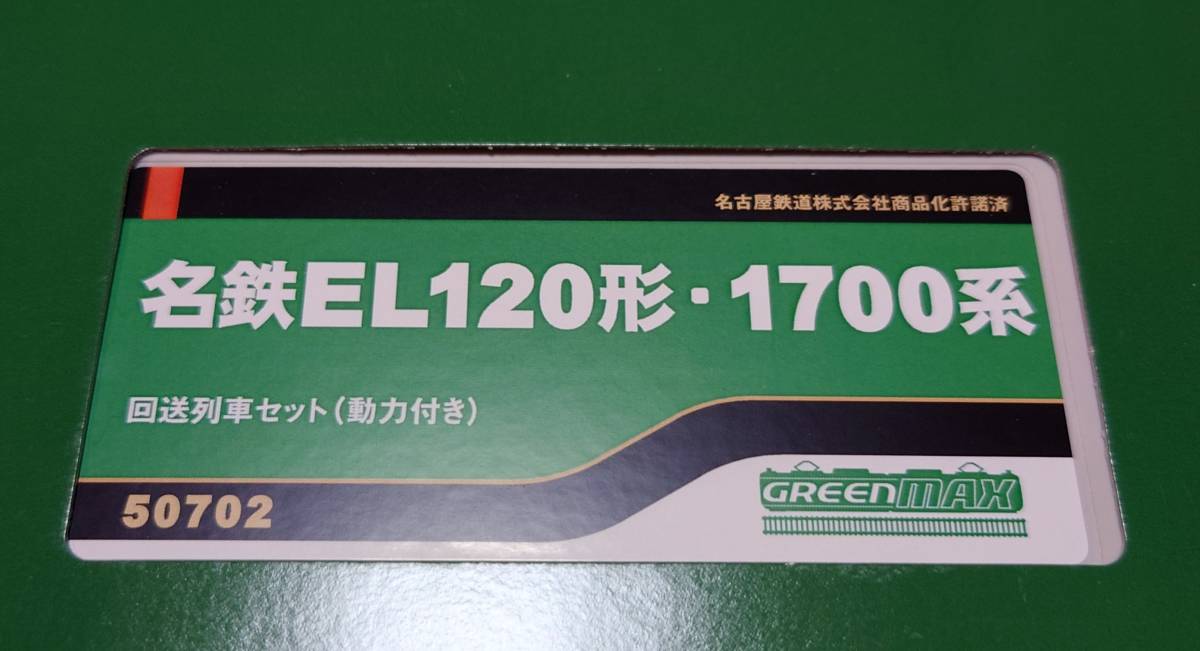 名古屋鉄道株式会社商品化許諾済
名鉄EL120形・1700系
回送列車セット(動力付き)
50702
GREENMAX